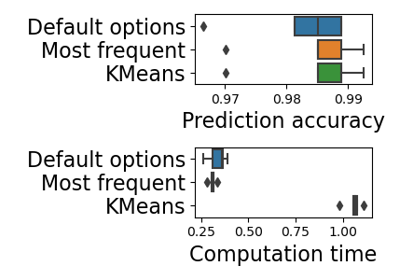 Default options
Most frequent
KMeans
0.97 0.98 0.99
Prediction accuracy
Default options
Most frequent
KMeans
0.25 0.50 0.75 1.00
Computation time